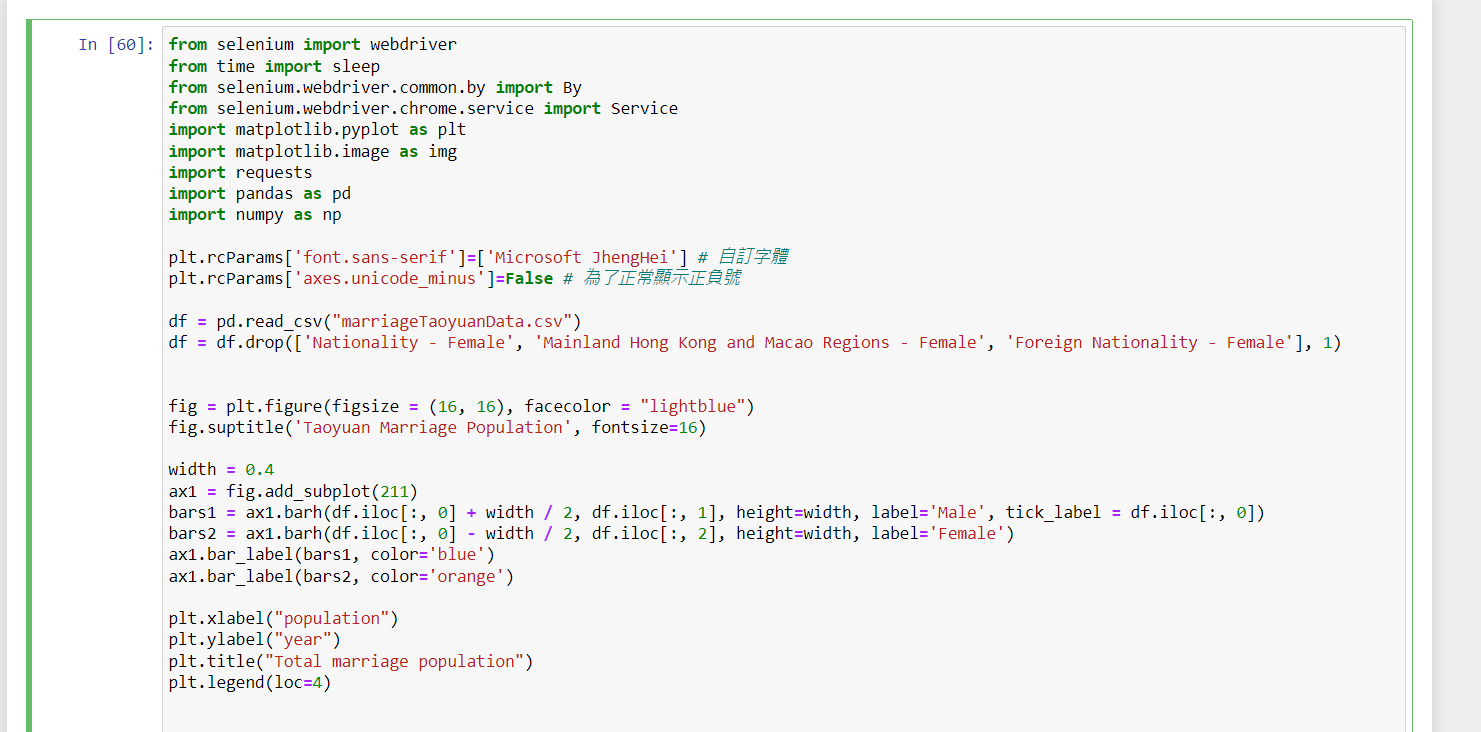 In [60]: from selenium import webdriver
from time import sleep
from selenium.webdriver.common.by import By
from selenium.webdriver.chrome.service import Service
import matplotlib.pyplot as plt
import matplotlib.image as img
import requests
import pandas as pd
import numpy as np
plt.rcParams['font.sans-serif']=['Microsoft JhengHei'] # 自訂字體
plt.rcParams['axes.unicode_minus']=False # 為了正常顯示正負號
df = pd.read_csv("marriageTaoyuanData.csv")
df = df.drop(['Nationality - Female', 'Mainland Hong Kong and Macao Regions - Female', 'Foreign Nationality - Female'], 1)
fig = plt.figure(figsize = (16, 16), facecolor = "lightblue")
fig.suptitle('Taoyuan Marriage Population', fontsize=16)
width = 0.4
ax1 = fig.add_subplot(211)
bars1 = ax1.barh(df.iloc[:, 0] + width / 2, df.iloc[:, 1], height=width, label='Male', tick_label = df.iloc[:, 0])
bars2 = ax1.barh(df.iloc[:, 0] - width / 2, df.iloc[:, 2], height=width, label='Female')
ax1.bar_label(bars1, color='blue')
ax1.bar_label(bars2, color='orange')
plt.xlabel("population")
plt.ylabel("year")
plt.title("Total marriage population")
plt.legend(loc=4)